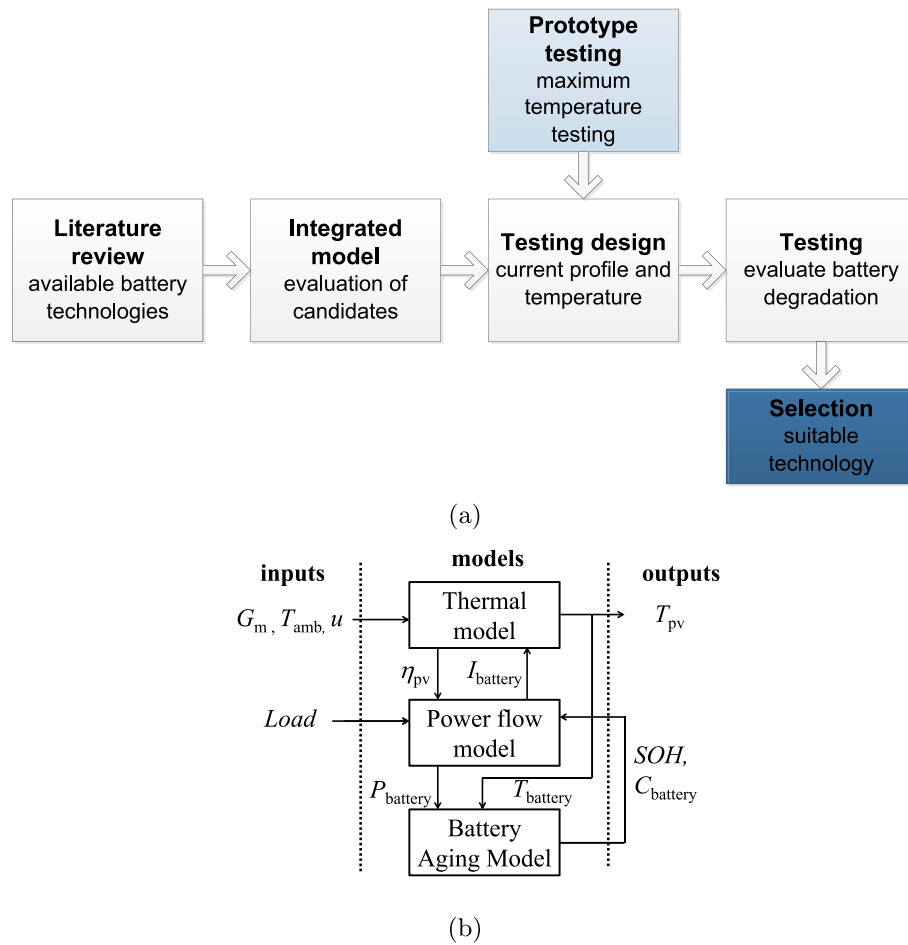 Prototype
testing
maximum
temperature
testing
Literature
review
available battery
technologies
Integrated
model
evaluation of
candidates
Testing design
current profile and
temperature
Testing
evaluate battery
degradation
Selection
suitable
technology
(a)
inputs
models
outputs
G_m, T_amb, u
Thermal
model
T_pv
η_pv
I_battery
Load
Power flow
model
SOH,
C_battery
P_battery
T_battery
Battery
Aging Model
(b)